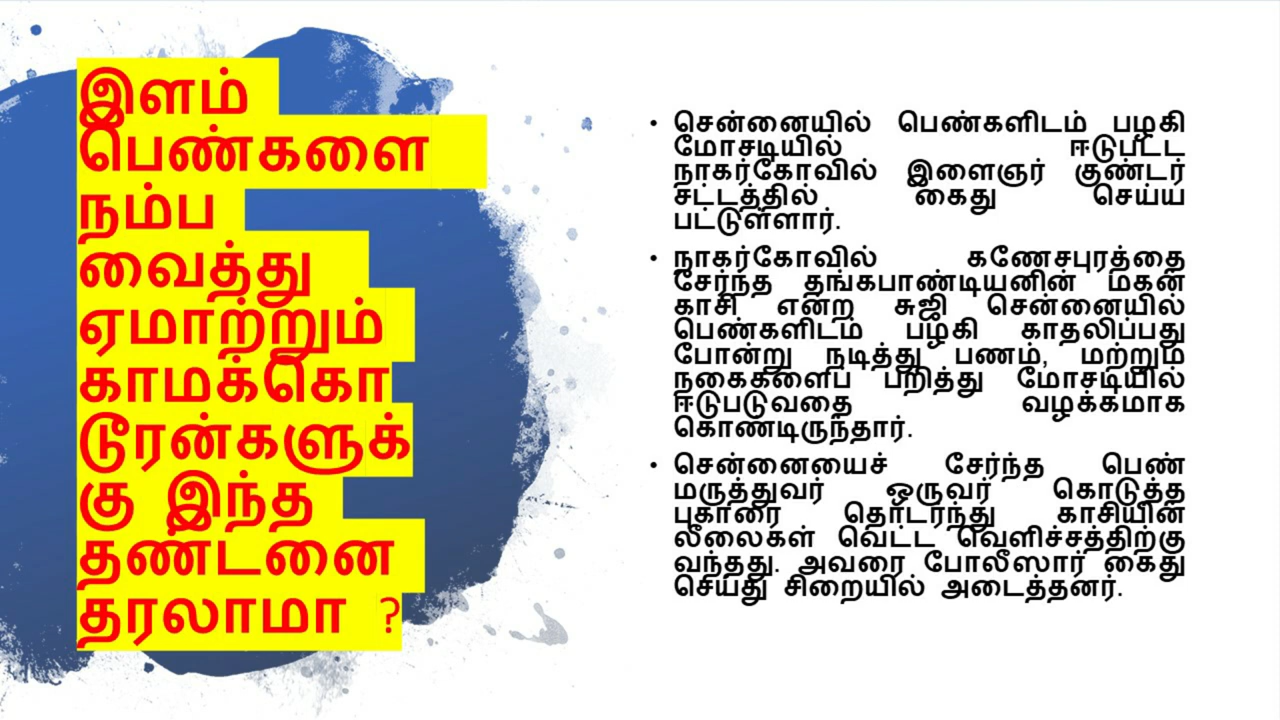 இளம்
பெண்களை
நம்ப
வைத்து
ஏமாற்றும்
காமக்கொ
டூரன்களுக்
கு இந்த
தண்டனை
தரலாமா ?
• சென்னையில் பெண்களிடம் பழகி
மோசடியில் ஈடுபட்ட
நாகர்கோவில் இளைஞர் குண்டர்
சட்டத்தில் கைது செய்ய
பட்டுள்ளார்.
• நாகர்கோவில் கணேசபுரத்தை
சேர்ந்த தங்கபாண்டியனின் மகன்
காசி என்ற சுஜி சென்னையில்
பெண்களிடம் பழகி காதலிப்பது
போன்று நடித்து பணம், மற்றும்
நகைகளைப் பறித்து மோசடியில்
ஈடுபடுவதை வழக்கமாக
கொண்டிருந்தார்.
• சென்னையைச் சேர்ந்த பெண்
மருத்துவர் ஒருவர் கொடுத்த
புகாரை தொடர்ந்து காசியின்
லீலைகள் வெட்ட வெளிச்சத்திற்கு
வந்தது. அவரை போலீஸார் கைது
செய்து சிறையில் அடைத்தனர்.